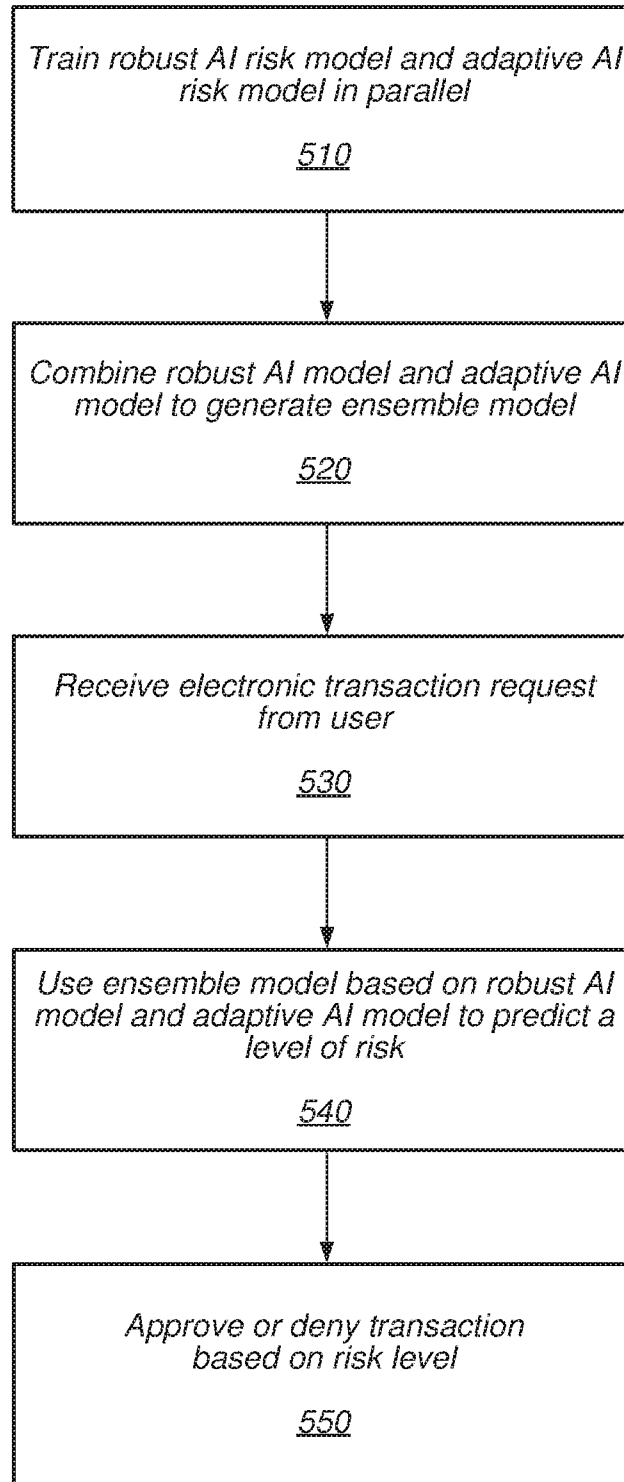 Train robust AI risk model and adaptive AI
risk model in parallel
510
Combine robust AI model and adaptive AI
model to generate ensemble model
520
Receive electronic transaction request
from user
530
Use ensemble model based on robust AI
model and adaptive AI model to predict a
level of risk
540
Approve or deny transaction
based on risk level
550